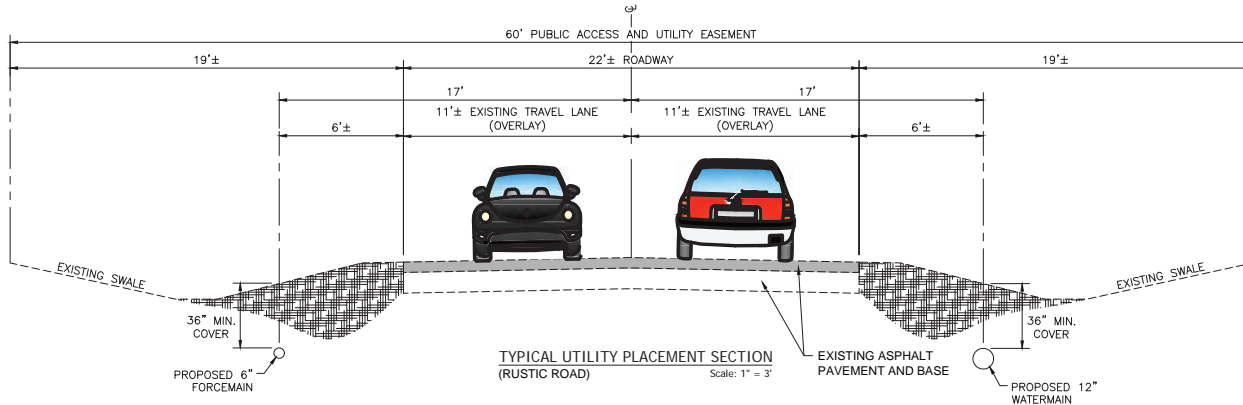 ℄
60' PUBLIC ACCESS AND UTILITY EASEMENT
19'± 22'± ROADWAY 19'±
17' 17'
11'± EXISTING TRAVEL LANE
(OVERLAY)
11'± EXISTING TRAVEL LANE
(OVERLAY)
6'± 6'±
EXISTING SWALE
EXISTING SWALE
36" MIN.
COVER
36" MIN.
COVER
PROPOSED 6"
FORCEMAIN
TYPICAL UTILITY PLACEMENT SECTION
(RUSTIC ROAD) Scale: 1" = 3'
EXISTING ASPHALT
PAVEMENT AND BASE
PROPOSED 12"
WATERMAIN